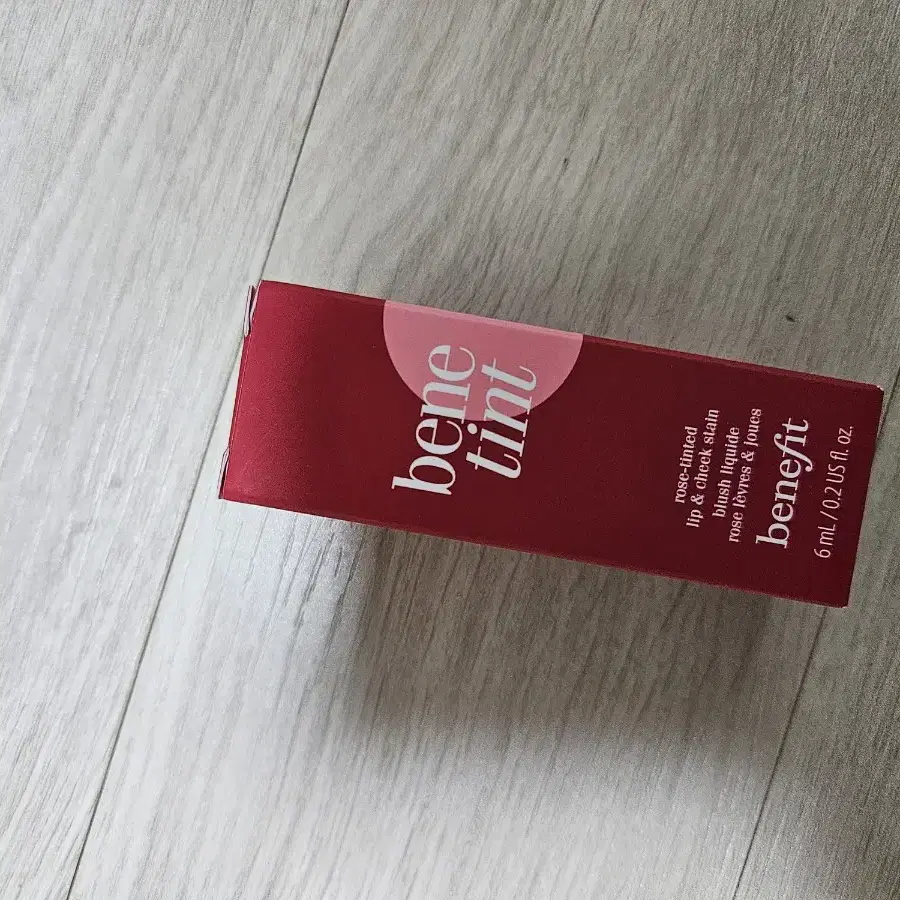 bene
tint
rose-tinted
lip & cheek stain
blush liquide
rose lèvres & joues
benefit
6 mL / 0.2 US fl. oz.